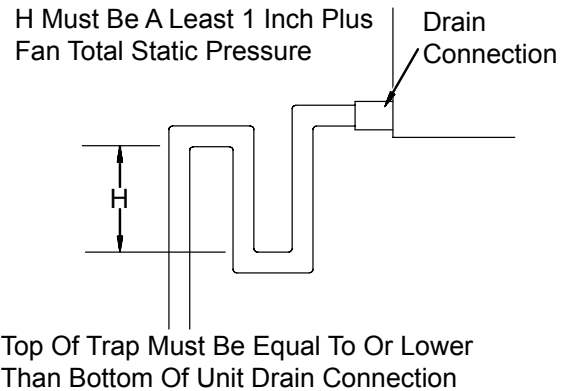 H Must Be A Least 1 Inch Plus
Fan Total Static Pressure
Drain
Connection
H
Top Of Trap Must Be Equal To Or Lower
Than Bottom Of Unit Drain Connection